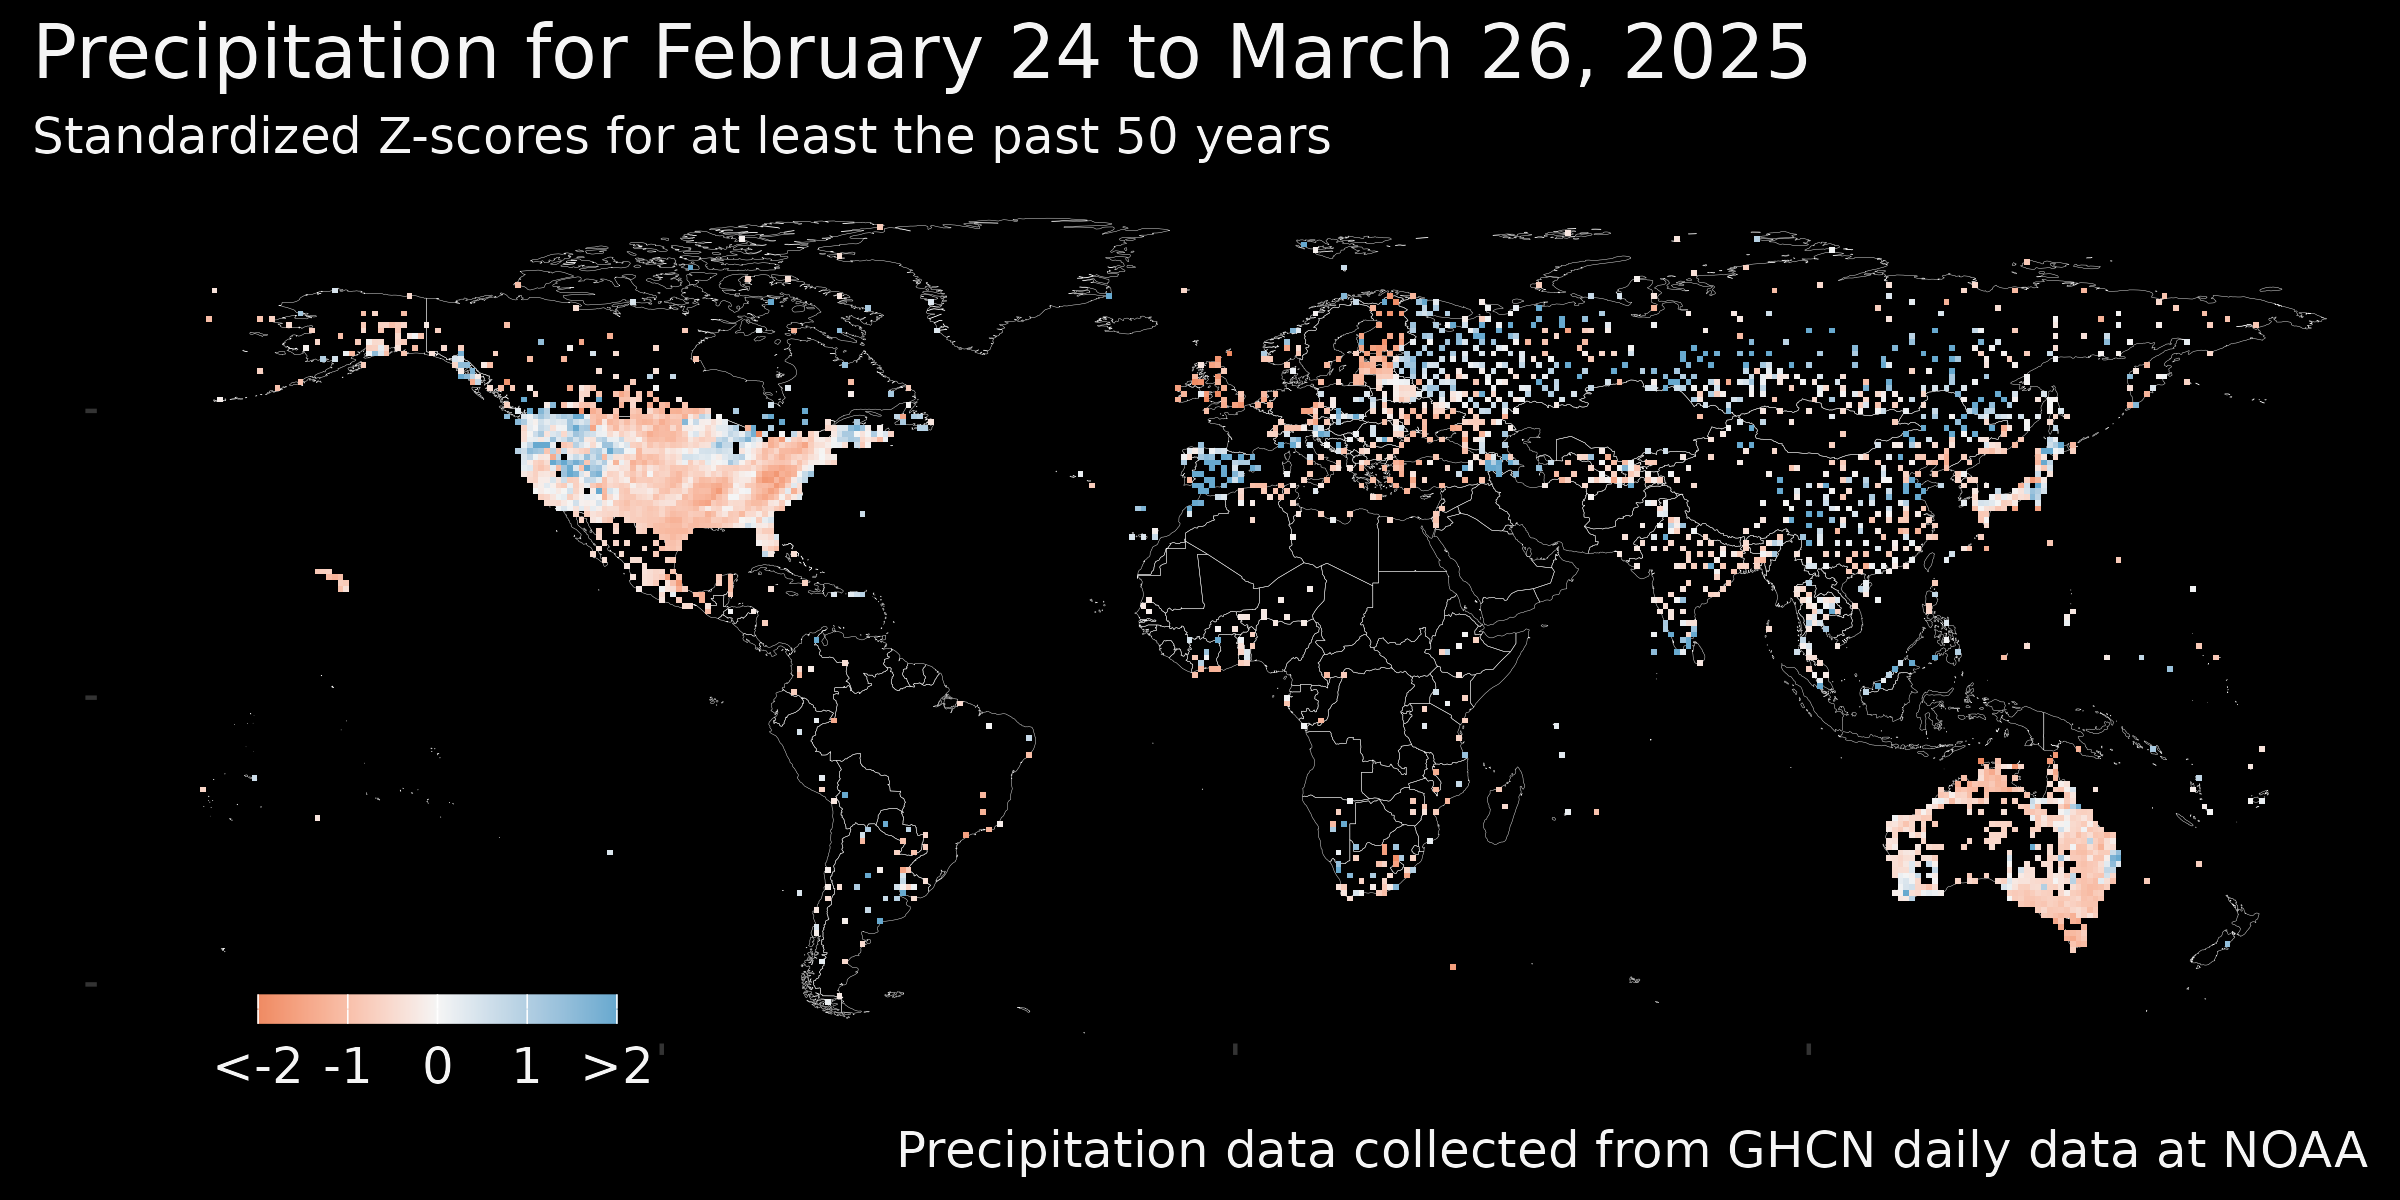 Precipitation for February 24 to March 26, 2025
Standardized Z-scores for at least the past 50 years
<-2 -1 0 1 >2
Precipitation data collected from GHCN daily data at NOAA